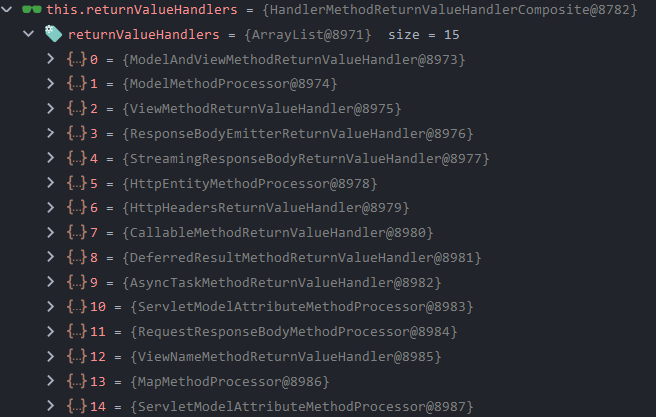 this.returnValueHandlers = {HandlerMethodReturnValueHandlerComposite@8782}
returnValueHandlers = {ArrayList@8971} size = 15
{...} 0 = {ModelAndViewMethodReturnValueHandler@8973}
{...} 1 = {ModelMethodProcessor@8974}
{...} 2 = {ViewMethodReturnValueHandler@8975}
{...} 3 = {ResponseBodyEmitterReturnValueHandler@8976}
{...} 4 = {StreamingResponseBodyReturnValueHandler@8977}
{...} 5 = {HttpEntityMethodProcessor@8978}
{...} 6 = {HttpHeadersReturnValueHandler@8979}
{...} 7 = {CallableMethodReturnValueHandler@8980}
{...} 8 = {DeferredResultMethodReturnValueHandler@8981}
{...} 9 = {AsyncTaskMethodReturnValueHandler@8982}
{...} 10 = {ServletModelAttributeMethodProcessor@8983}
{...} 11 = {RequestResponseBodyMethodProcessor@8984}
{...} 12 = {ViewNameMethodReturnValueHandler@8985}
{...} 13 = {MapMethodProcessor@8986}
{...} 14 = {ServletModelAttributeMethodProcessor@8987}